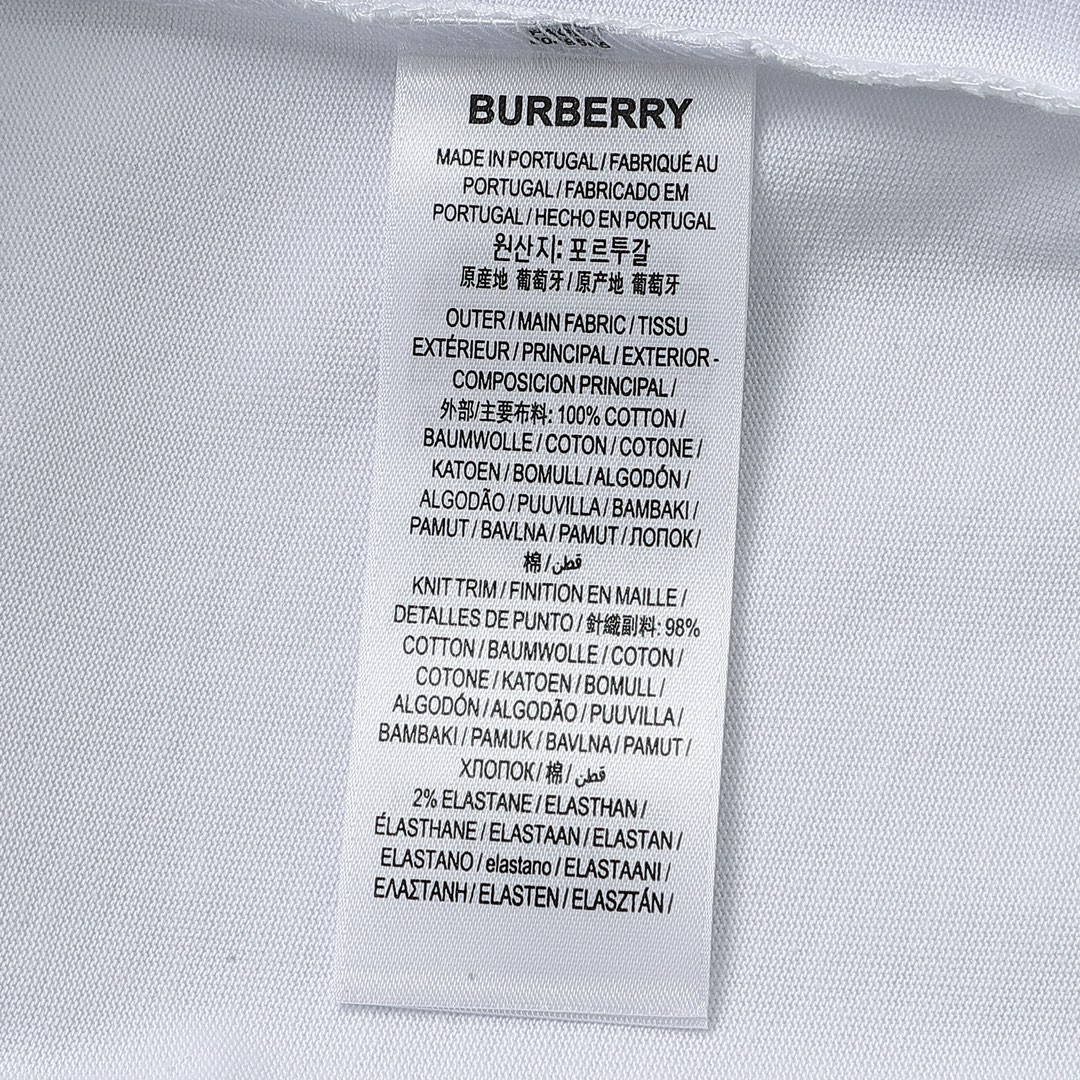 BURBERRY
MADE IN PORTUGAL / FABRIQUÉ AU
PORTUGAL / FABRICADO EM
PORTUGAL / HECHO EN PORTUGAL
원산지: 포르투갈
原産地 葡萄牙 / 原产地 葡萄牙
OUTER / MAIN FABRIC / TISSU
EXTÉRIEUR / PRINCIPAL / EXTERIOR -
COMPOSICION PRINCIPAL /
外部/主要布料: 100% COTTON /
BAUMWOLLE / COTON / COTONE /
KATOEN / BOMULL / ALGODÓN /
ALGODÃO / PUUVILLA / BAMBAKI /
PAMUT / BAVLNA / PAMUT / ЛОПОК /
棉 / قطن
KNIT TRIM / FINITION EN MAILLE /
DETALLES DE PUNTO / 針織副料: 98%
COTTON / BAUMWOLLE / COTON /
COTONE / KATOEN / BOMULL /
ALGODÓN / ALGODÃO / PUUVILLA /
BAMBAKI / PAMUK / BAVLNA / PAMUT /
ХЛОПОК / 棉 / قطن
2% ELASTANE / ELASTHAN /
ÉLASTHANE / ELASTAAN / ELASTAN /
ELASTANO / elastano / ELASTAANI /
ΕΛΑΣΤΑΝΗ / ELASTEN / ELASZTÁN /